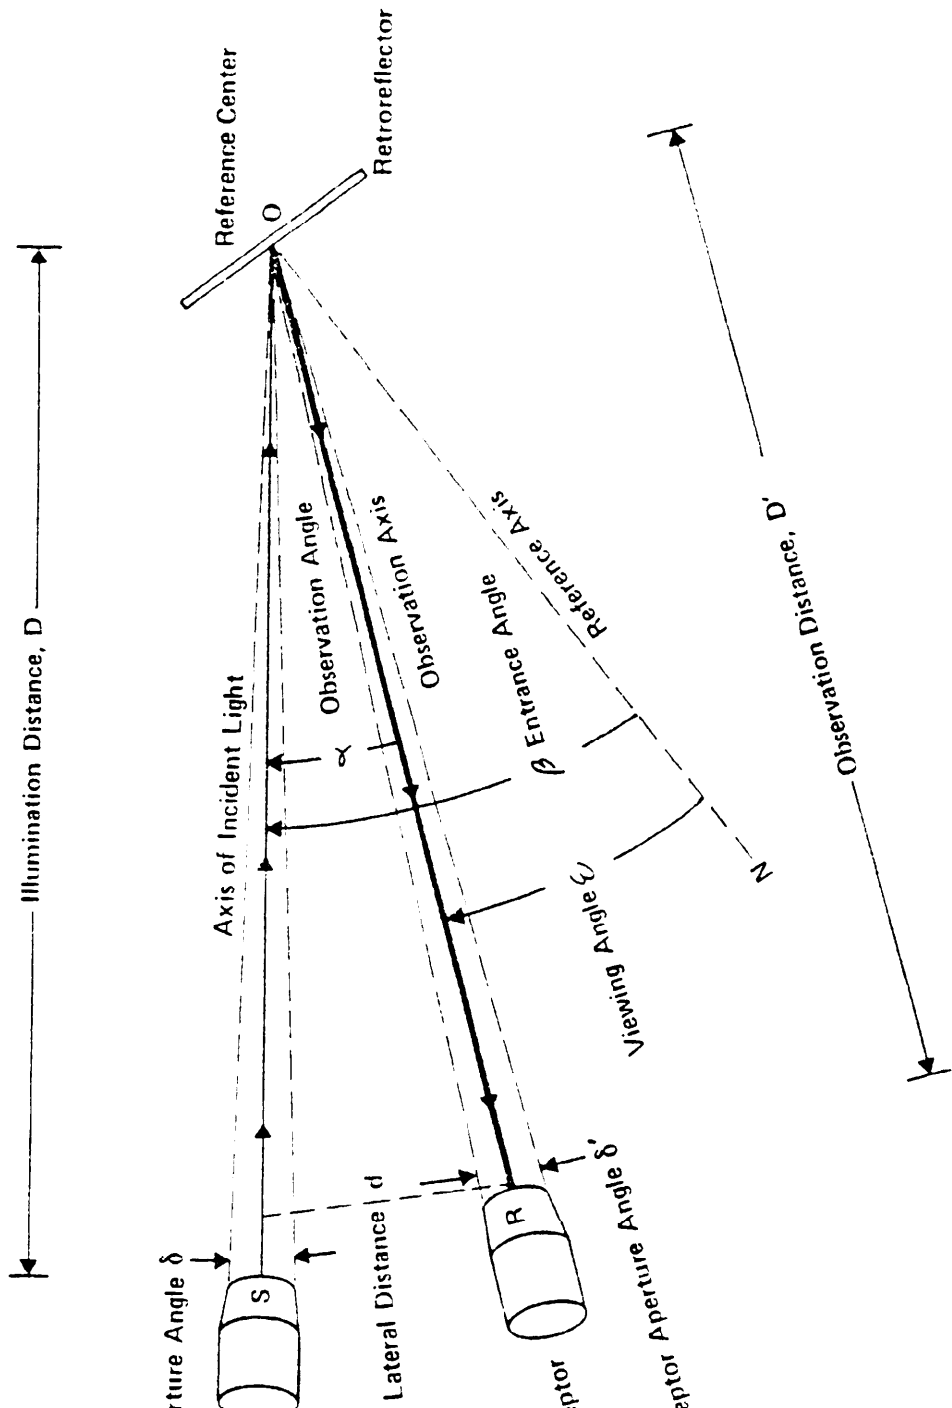 Illumination Distance, D
Reference Center
O
Retroreflector
Axis of Incident Light
Observation Angle
α
Observation Axis
Reference Axis
β Entrance Angle
Viewing Angle ε
N
Observation Distance, D'
Angle δ
S
Lateral Distance d
R
Aperture Angle δ'